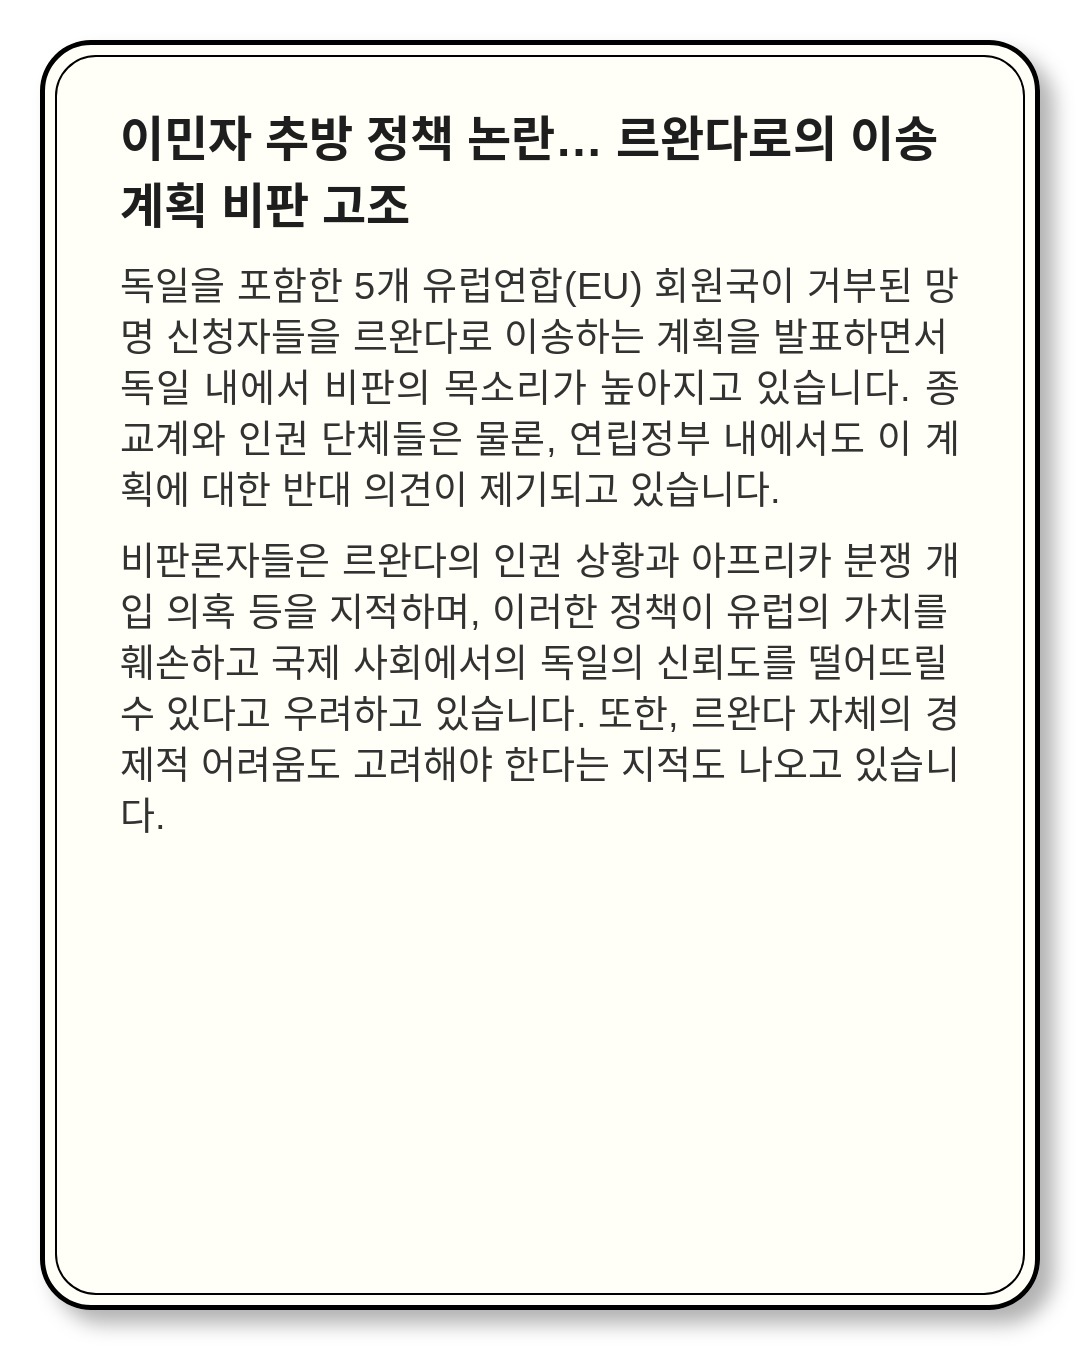 이민자 추방 정책 논란... 르완다로의 이송
계획 비판 고조
독일을 포함한 5개 유럽연합(EU) 회원국이 거부된 망
명 신청자들을 르완다로 이송하는 계획을 발표하면서
독일 내에서 비판의 목소리가 높아지고 있습니다. 종
교계와 인권 단체들은 물론, 연립정부 내에서도 이 계
획에 대한 반대 의견이 제기되고 있습니다.
비판론자들은 르완다의 인권 상황과 아프리카 분쟁 개
입 의혹 등을 지적하며, 이러한 정책이 유럽의 가치를
훼손하고 국제 사회에서의 독일의 신뢰도를 떨어뜨릴
수 있다고 우려하고 있습니다. 또한, 르완다 자체의 경
제적 어려움도 고려해야 한다는 지적도 나오고 있습니
다.